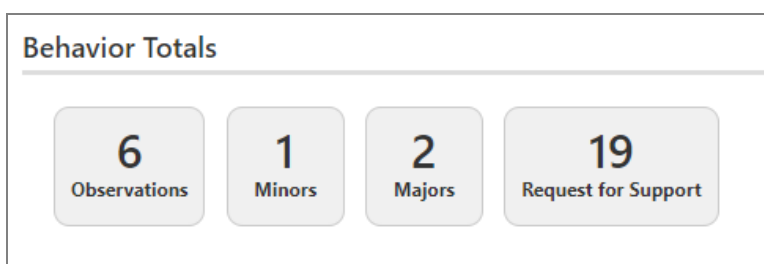 Behavior Totals
6 1 2 19
Observations Minors Majors Request for Support